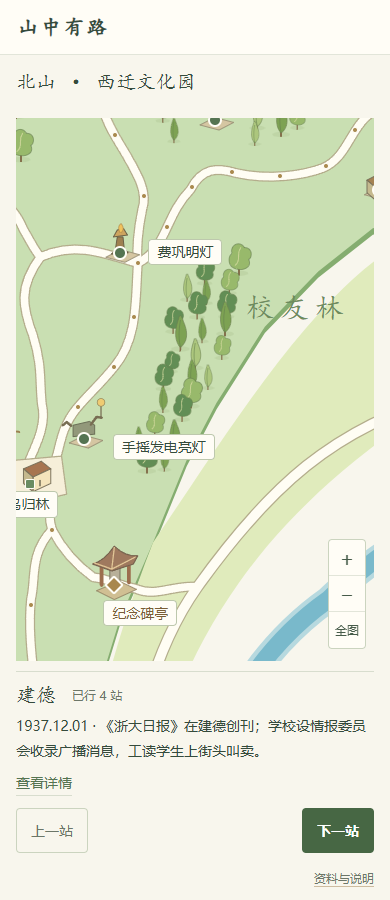 山中有路
北山 • 西迁文化园
费巩明灯
校友林
手摇发电亮灯
归林
纪念碑亭
+
−
全图
建德 已行 4 站
1937.12.01 · 《浙大日报》在建德创刊；学校设情报委员
会收录广播消息，工读学生上街头叫卖。
查看详情
上一站
下一站
资料与说明